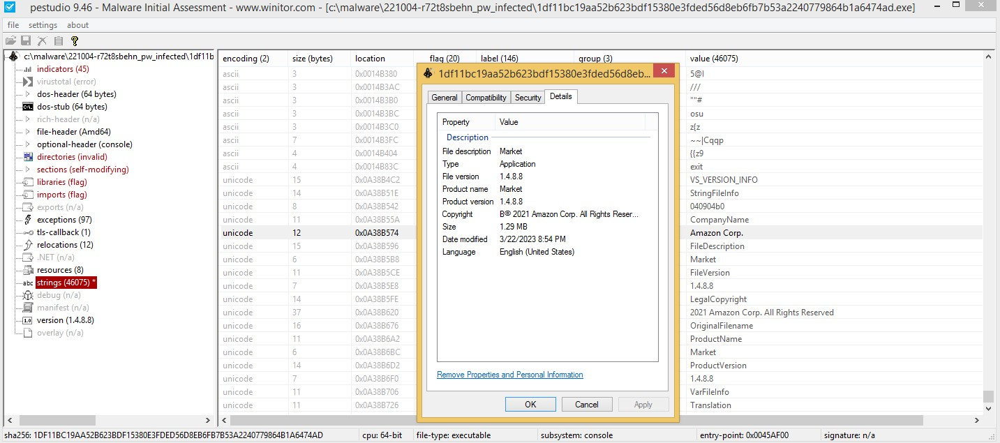 pestudio 9.46 - Malware Initial Assessment - www.winitor.com - [c:\malware\221004-r72t8sbehn_pw_infected\1df11bc19aa52b623bdf15380e3fded56d8eb6fb7b53a2240779864b1a6474ad.exe]
file settings about
c:\malware\221004-r72t8sbehn_pw_infected\1df11b
indicators (45)
virustotal (error)
dos-header (64 bytes)
dos-stub (64 bytes)
rich-header (n/a)
file-header (Amd64)
optional-header (console)
directories (invalid)
sections (self-modifying)
libraries (flag)
imports (flag)
exports (n/a)
exceptions (97)
tls-callback (1)
relocations (12)
.NET (n/a)
resources (8)
abc strings (46075) *
debug (n/a)
manifest (n/a)
1.0 version (1.4.8.8)
overlay (n/a)
encoding (2) size (bytes) location flag (20) label (146) group (3) value (46075)
ascii 3 0x0014B380 5@!
ascii 3 0x0014B3AC ///
ascii 3 0x0014B3B0 ""#
ascii 3 0x0014B3BC osu
ascii 3 0x0014B3C0 z{z
ascii 7 0x0014B3FC ~~|Cqqp
ascii 4 0x0014B404 {{z9
ascii 4 0x0014B83C exit
unicode 15 0x0A38B4C2 VS_VERSION_INFO
unicode 14 0x0A38B51E StringFileInfo
unicode 8 0x0A38B542 040904b0
unicode 11 0x0A38B55A CompanyName
unicode 12 0x0A38B574 Amazon Corp.
unicode 15 0x0A38B596 FileDescription
unicode 6 0x0A38B5B8 Market
unicode 11 0x0A38B5CE FileVersion
unicode 7 0x0A38B5E8 1.4.8.8
unicode 14 0x0A38B5FE LegalCopyright
unicode 37 0x0A38B620 2021 Amazon Corp. All Rights Reserved
unicode 16 0x0A38B676 OriginalFilename
unicode 11 0x0A38B6A2 ProductName
unicode 6 0x0A38B6BC Market
unicode 14 0x0A38B6D2 ProductVersion
unicode 7 0x0A38B6F0 1.4.8.8
unicode 11 0x0A38B706 VarFileInfo
unicode 11 0x0A38B726 Translation
1df11bc19aa52b623bdf15380e3fded56d8eb...
General Compatibility Security Details
Property Value
Description
File description Market
Type Application
File version 1.4.8.8
Product name Market
Product version 1.4.8.8
Copyright В© 2021 Amazon Corp. All Rights Reser...
Size 1.29 MB
Date modified 3/22/2023 8:54 PM
Language English (United States)
Remove Properties and Personal Information
OK Cancel Apply
sha256: 1DF11BC19AA52B623BDF15380E3FDED56D8EB6FB7B53A2240779864B1A6474AD cpu: 64-bit file-type: executable subsystem: console entry-point: 0x0045AF00 signature: n/a